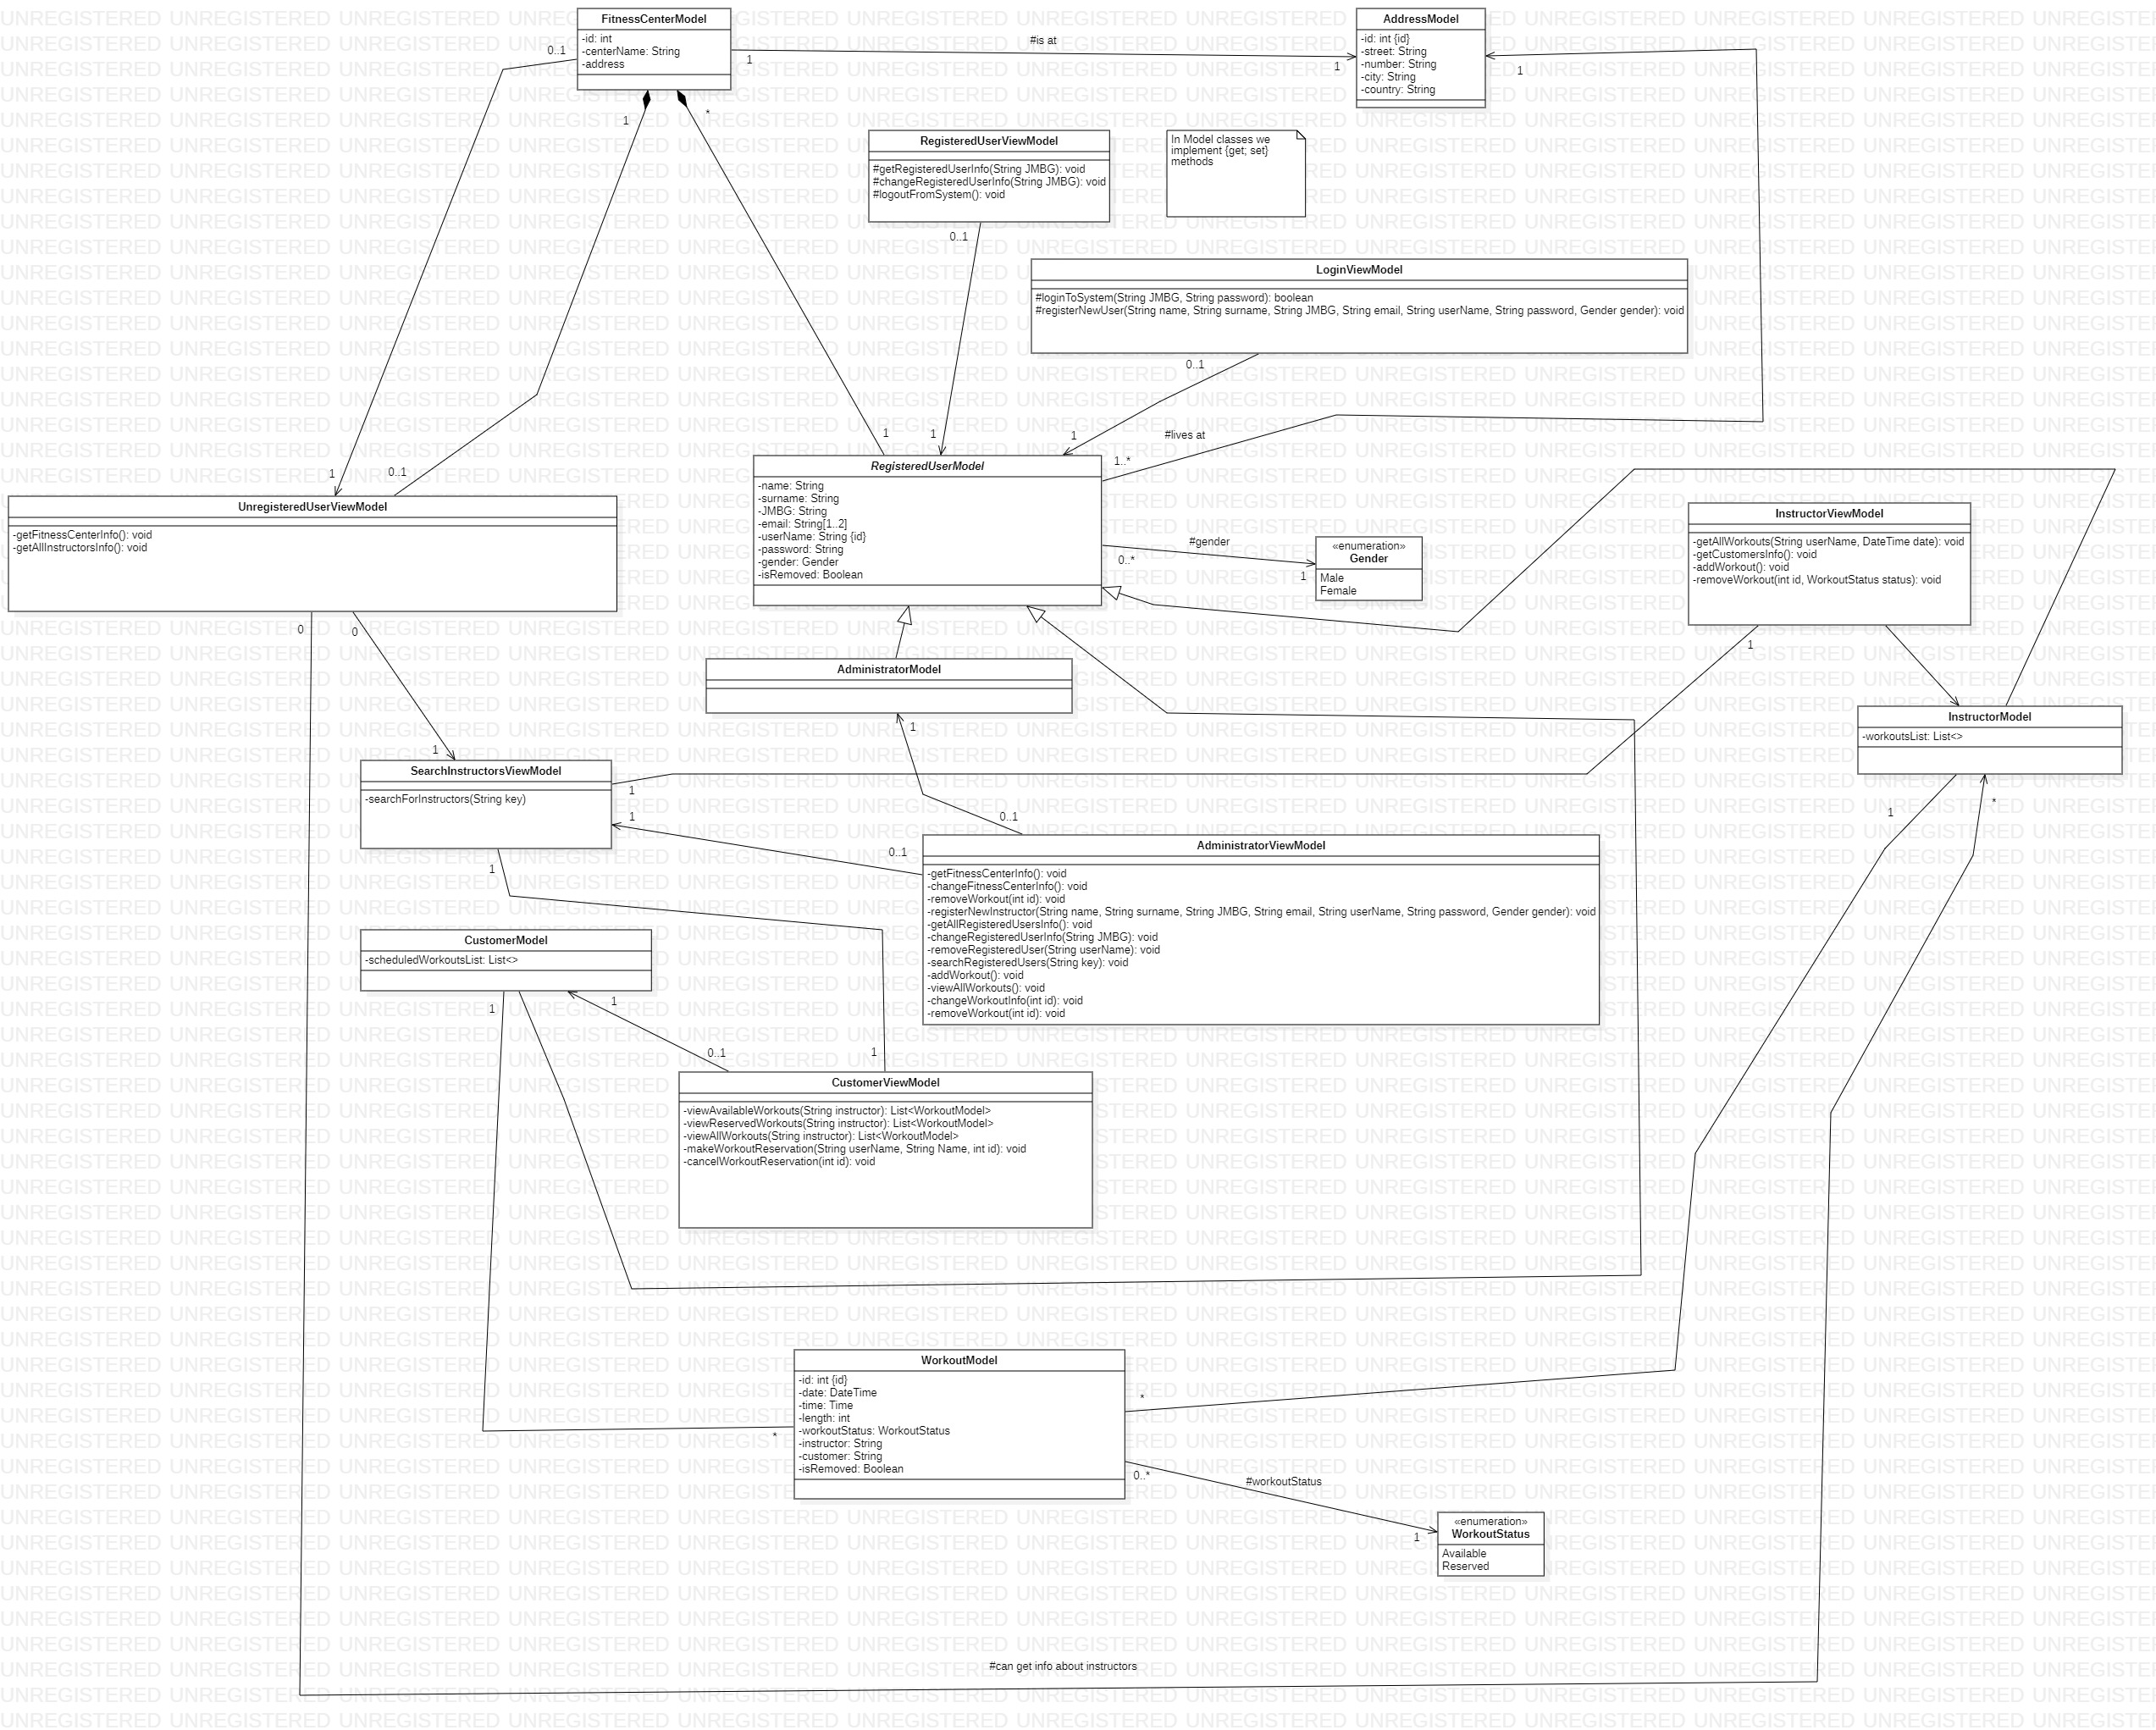 FitnessCenterModel
-id: int
-centerName: String
-address
0..1
1
#is at
1
AddressModel
-id: int {id}
-street: String
-number: String
-city: String
-country: String
1
1
*
RegisteredUserViewModel
#getRegisteredUserInfo(String JMBG): void
#changeRegisteredUserInfo(String JMBG): void
#logoutFromSystem(): void
0..1
In Model classes we
implement {get; set}
methods
LoginViewModel
#loginToSystem(String JMBG, String password): boolean
#registerNewUser(String name, String surname, String JMBG, String email, String userName, String password, Gender gender): void
0..1
1
1
1
#lives at
1..*
1
0..1
UnregisteredUserViewModel
-getFitnessCenterInfo(): void
-getAllInstructorsInfo(): void
0
0
RegisteredUserModel
-name: String
-surname: String
-JMBG: String
-email: String[1..2]
-userName: String {id}
-password: String
-gender: Gender
-isRemoved: Boolean
#gender
0..*
1
«enumeration»
Gender
Male
Female
InstructorViewModel
-getAllWorkouts(String userName, DateTime date): void
-getCustomersInfo(): void
-addWorkout(): void
-removeWorkout(int id, WorkoutStatus status): void
1
AdministratorModel
1
InstructorModel
-workoutsList: List<>
1
*
1
SearchInstructorsViewModel
-searchForInstructors(String key)
1
1
1
0..1
0..1
AdministratorViewModel
-getFitnessCenterInfo(): void
-changeFitnessCenterInfo(): void
-removeWorkout(int id): void
-registerNewInstructor(String name, String surname, String JMBG, String email, String userName, String password, Gender gender): void
-getAllRegisteredUsersInfo(): void
-changeRegisteredUserInfo(String JMBG): void
-removeRegisteredUser(String userName): void
-searchRegisteredUsers(String key): void
-addWorkout(): void
-viewAllWorkouts(): void
-changeWorkoutInfo(int id): void
-removeWorkout(int id): void
CustomerModel
-scheduledWorkoutsList: List<>
1
1
0..1
1
CustomerViewModel
-viewAvailableWorkouts(String instructor): List<WorkoutModel>
-viewReservedWorkouts(String instructor): List<WorkoutModel>
-viewAllWorkouts(String instructor): List<WorkoutModel>
-makeWorkoutReservation(String userName, String Name, int id): void
-cancelWorkoutReservation(int id): void
WorkoutModel
-id: int {id}
-date: DateTime
-time: Time
-length: int
-workoutStatus: WorkoutStatus
-instructor: String
-customer: String
-isRemoved: Boolean
*
*
0..*
#workoutStatus
1
«enumeration»
WorkoutStatus
Available
Reserved
#can get info about instructors